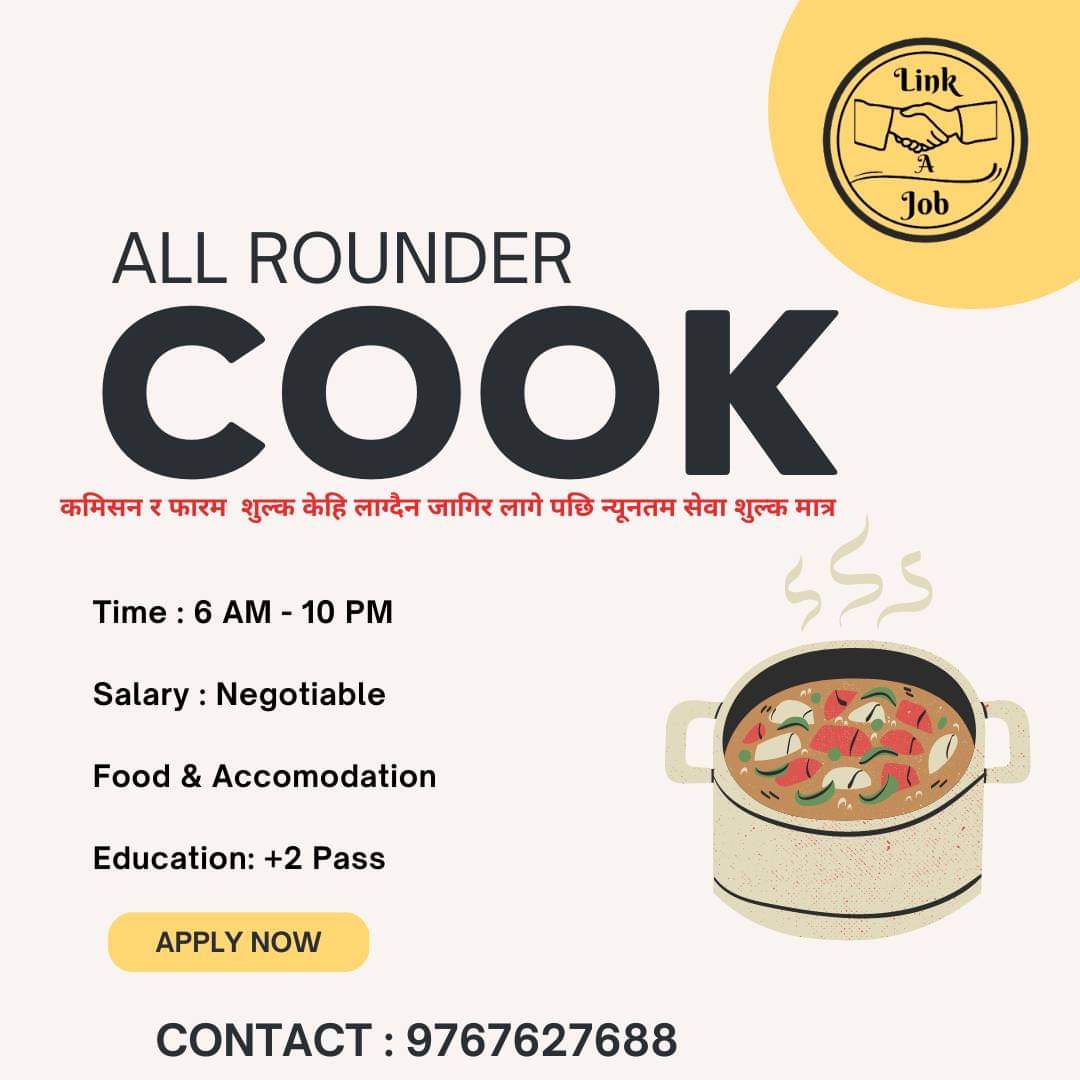 Link
A
Job
ALL ROUNDER
COOK
कमिसन र फारम शुल्क केहि लाग्दैन जागिर लागे पछि न्यूनतम सेवा शुल्क मात्र
Time : 6 AM - 10 PM
Salary : Negotiable
Food & Accomodation
Education: +2 Pass
APPLY NOW
CONTACT : 9767627688